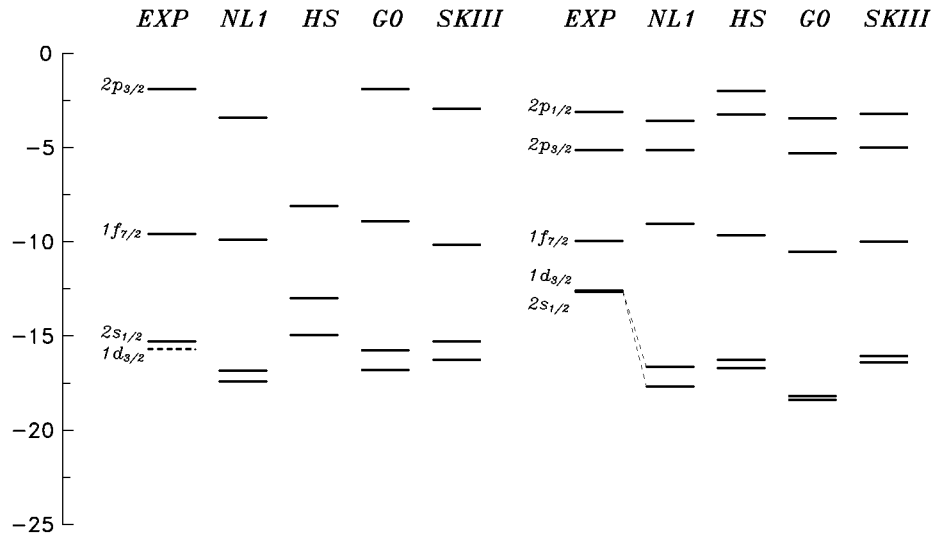 EXP NL1 HS G0 SKIII EXP NL1 HS G0 SKIII
0
2p3/2
2p1/2
−5
2p3/2
1f7/2
1f7/2
−10
1d3/2
2s1/2
2s1/2
−15
1d3/2
−20
−25